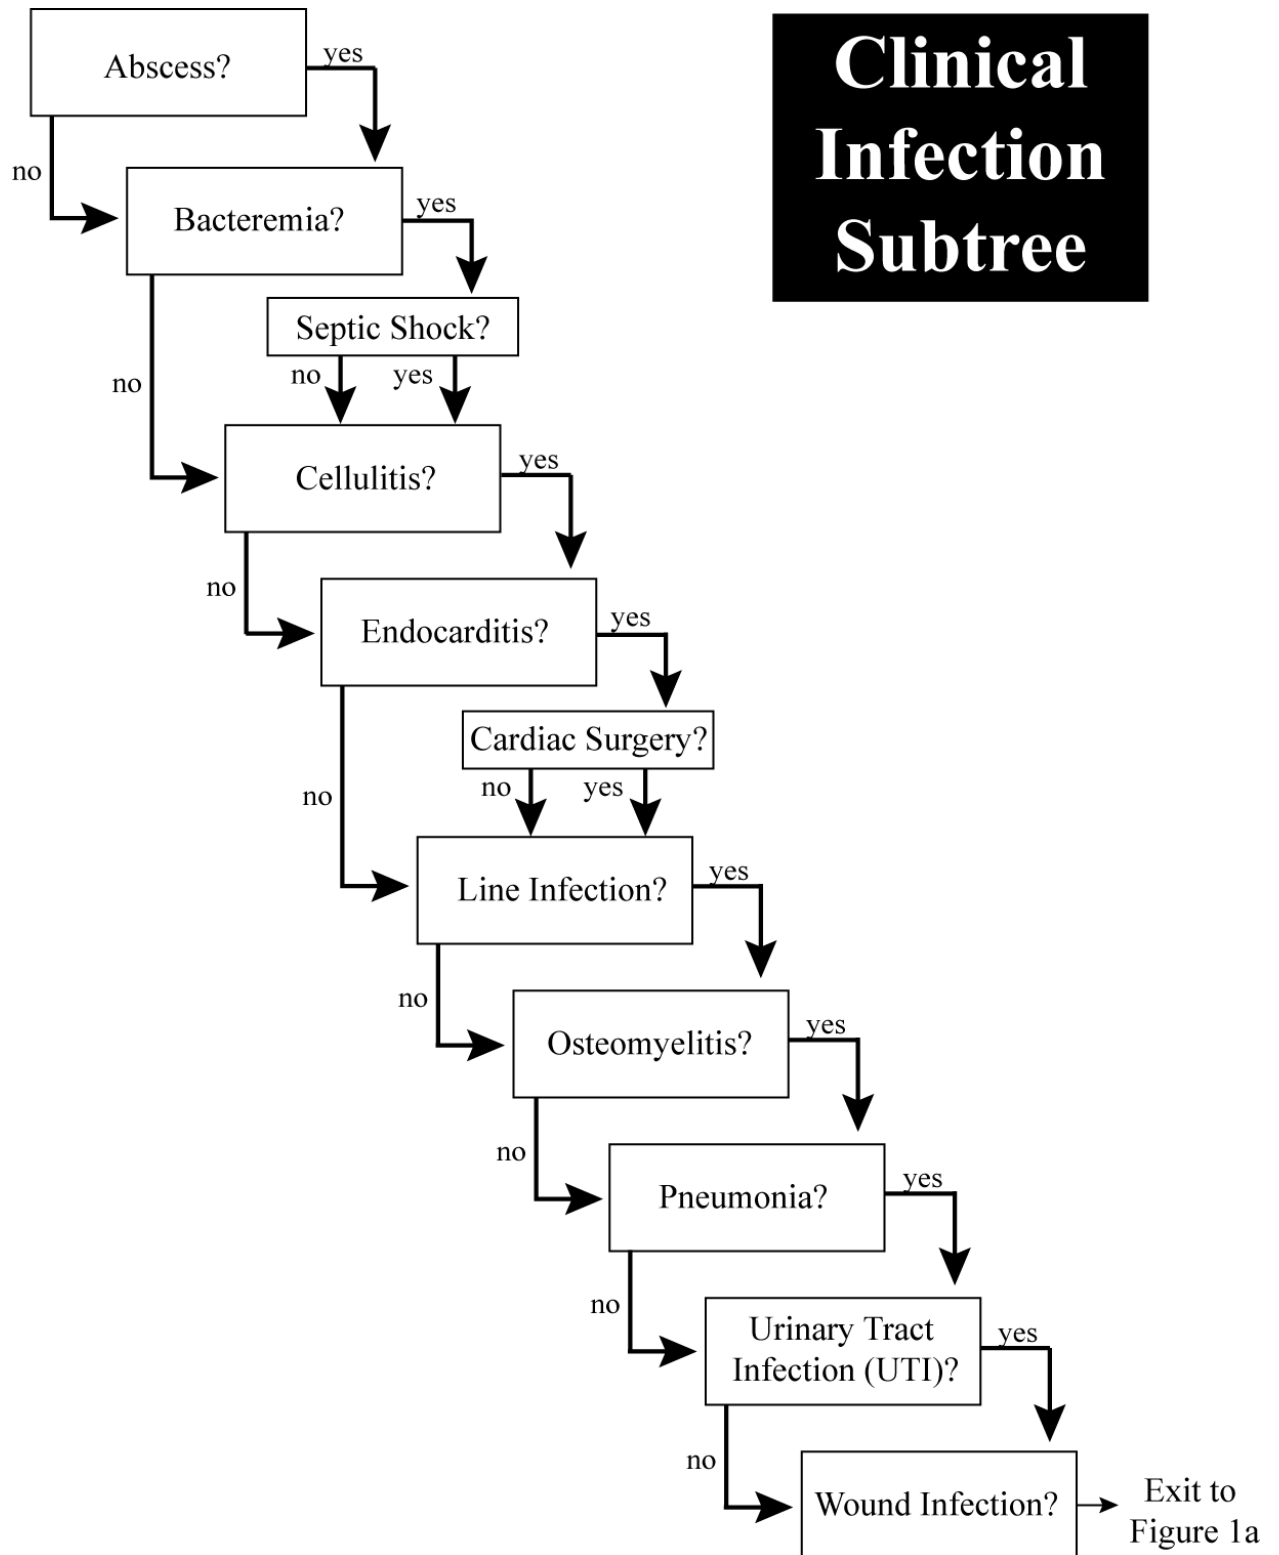 Clinical
Infection
Subtree
Abscess?
yes
no
Bacteremia?
yes
no
Septic Shock?
no
yes
Cellulitis?
yes
no
Endocarditis?
yes
no
Cardiac Surgery?
no
yes
Line Infection?
yes
no
Osteomyelitis?
yes
no
Pneumonia?
yes
no
Urinary Tract
Infection (UTI)?
yes
no
Wound Infection?
Exit to
Figure 1a